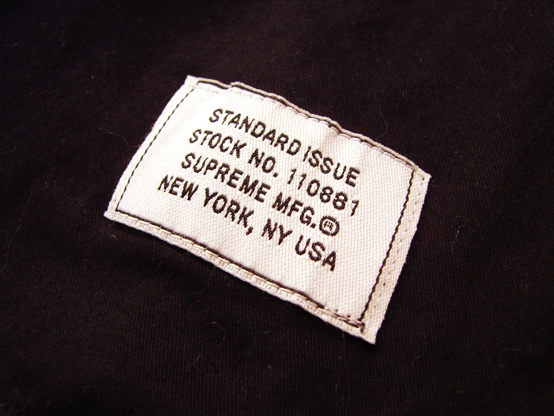 STANDARD ISSUE
STOCK NO. 110881
SUPREME MFG.®
NEW YORK, NY USA